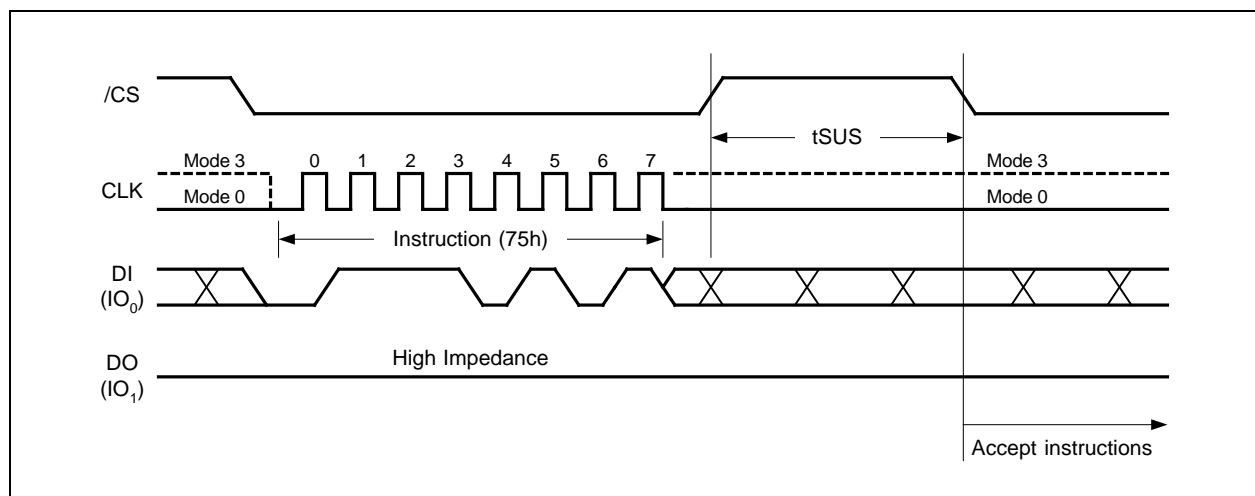 /CS
tSUS
Mode 3 0 1 2 3 4 5 6 7 Mode 3
CLK
Mode 0 Mode 0
Instruction (75h)
DI
(IO0)
High Impedance
DO
(IO1)
Accept instructions